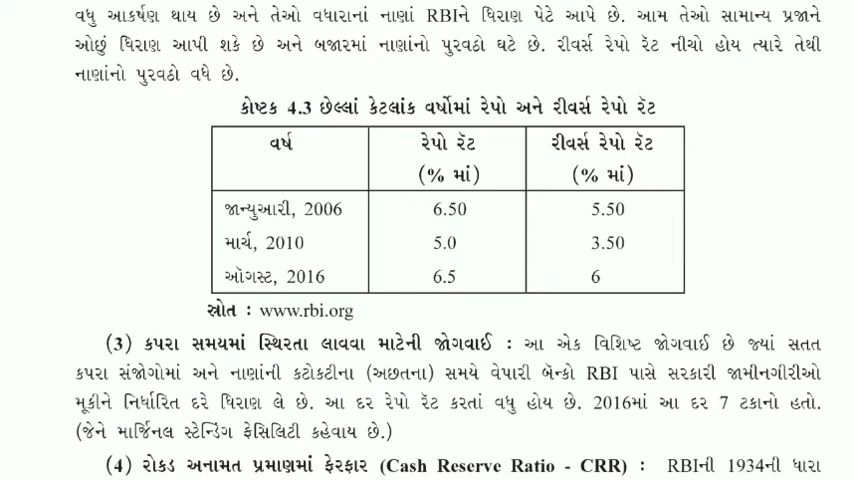 વધુ આકર્ષણ થાય છે અને તેઓ વધારાનાં નાણાં RBIને ધિરાણ પેટે આપે છે. આમ તેઓ સામાન્ય પ્રજાને
ઓછું ધિરાણ આપી શકે છે અને બજારમાં નાણાંનો પુરવઠો ઘટે છે. રીવર્સ રેપો રૅટ નીચો હોય ત્યારે તેથી
નાણાંનો પુરવઠો વધે છે.
કોષ્ટક 4.3 છેલ્લાં કેટલાંક વર્ષોમાં રેપો અને રીવર્સ રેપો રૅટ
વર્ષ રેપો રૅટ રીવર્સ રેપો રૅટ
(% માં) (% માં)
જાન્યુઆરી, 2006 6.50 5.50
માર્ચ, 2010 5.0 3.50
ઑગસ્ટ, 2016 6.5 6
સ્રોત : www.rbi.org
(3) કપરા સમયમાં સ્થિરતા લાવવા માટેની જોગવાઈ : આ એક વિશિષ્ટ જોગવાઈ છે જ્યાં સતત
કપરા સંજોગોમાં અને નાણાંની કટોકટીના (અછતના) સમયે વેપારી બૅન્કો RBI પાસે સરકારી જામીનગીરીઓ
મૂકીને નિર્ધારિત દરે ધિરાણ લે છે. આ દર રેપો રૅટ કરતાં વધુ હોય છે. 2016માં આ દર 7 ટકાનો હતો.
(જેને માર્જિનલ સ્ટેન્ડિંગ ફેસિલિટી કહેવાય છે.)
(4) રોકડ અનામત પ્રમાણમાં ફેરફાર (Cash Reserve Ratio - CRR) : RBIની 1934ની ધારા